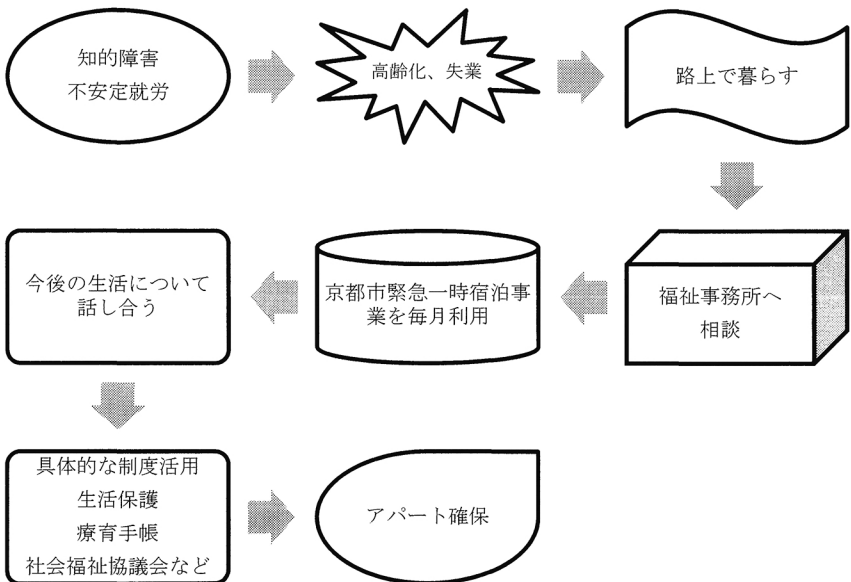 知的障害
不安定就労
高齢化、失業
路上で暮らす
福祉事務所へ
相談
京都市緊急一時宿泊事
業を毎月利用
今後の生活について
話し合う
具体的な制度活用
生活保護
療育手帳
社会福祉協議会など
アパート確保